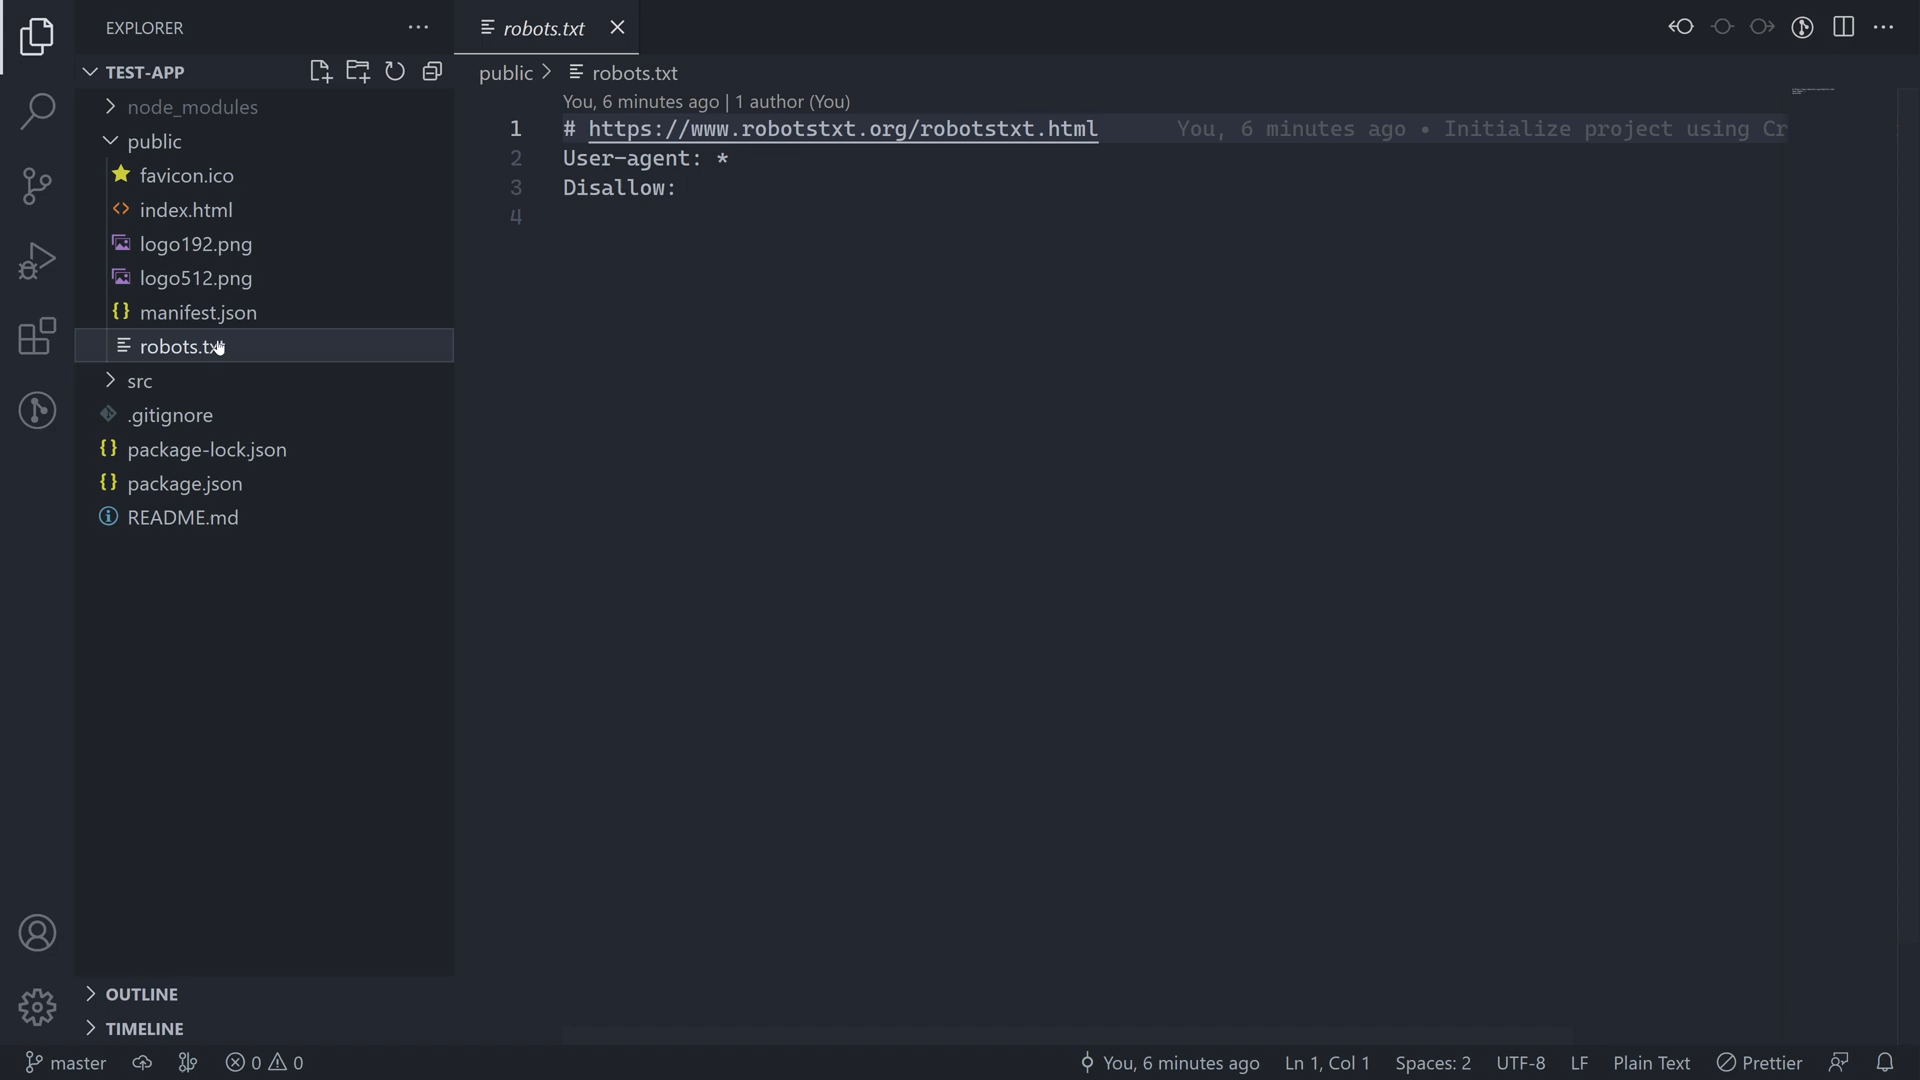 EXPLORER
TEST-APP
node_modules
public
favicon.ico
index.html
logo192.png
logo512.png
manifest.json
robots.txt
src
.gitignore
package-lock.json
package.json
README.md
OUTLINE
TIMELINE
robots.txt
public > robots.txt
You, 6 minutes ago | 1 author (You)
1 # https://www.robotstxt.org/robotstxt.html You, 6 minutes ago • Initialize project using Cr
2 User-agent: *
3 Disallow:
4
master 0 0 You, 6 minutes ago Ln 1, Col 1 Spaces: 2 UTF-8 LF Plain Text Prettier